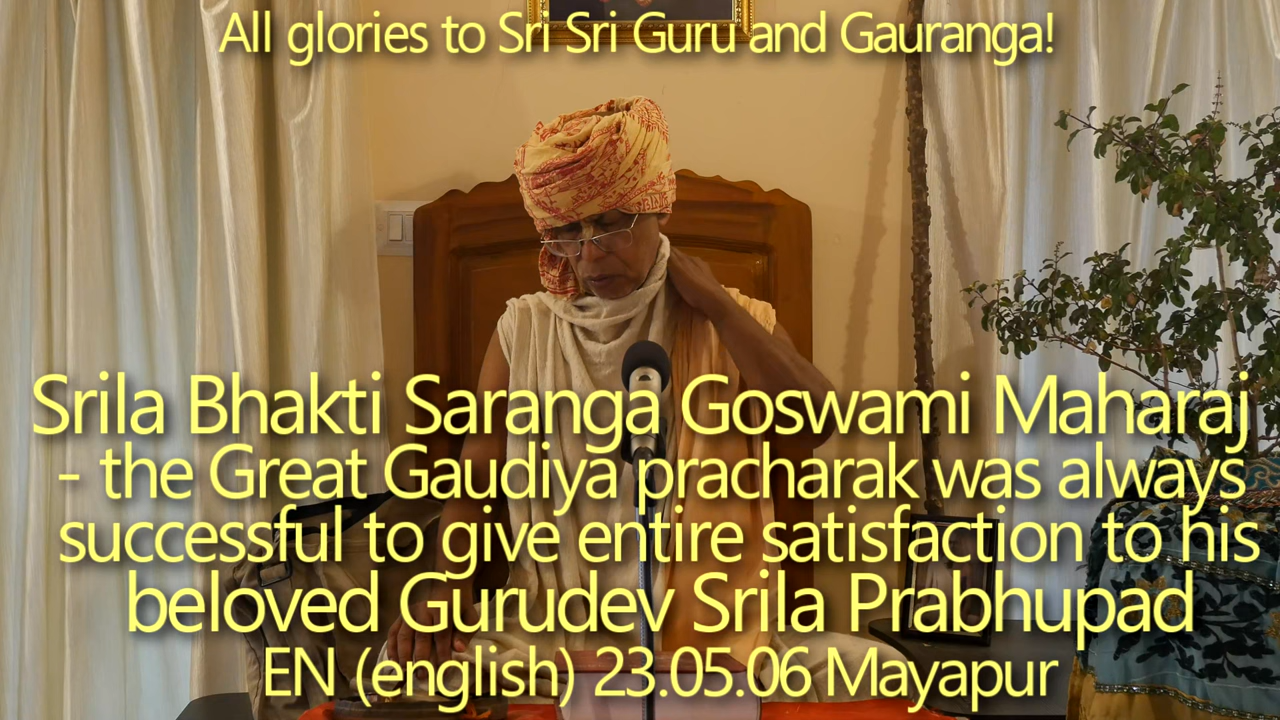 All glories to Sri Sri Guru and Gauranga!
Srila Bhakti Saranga Goswami Maharaj
- the Great Gaudiya pracharak was always
successful to give entire satisfaction to his
beloved Gurudev Srila Prabhupad
EN (english) 23.05.06 Mayapur